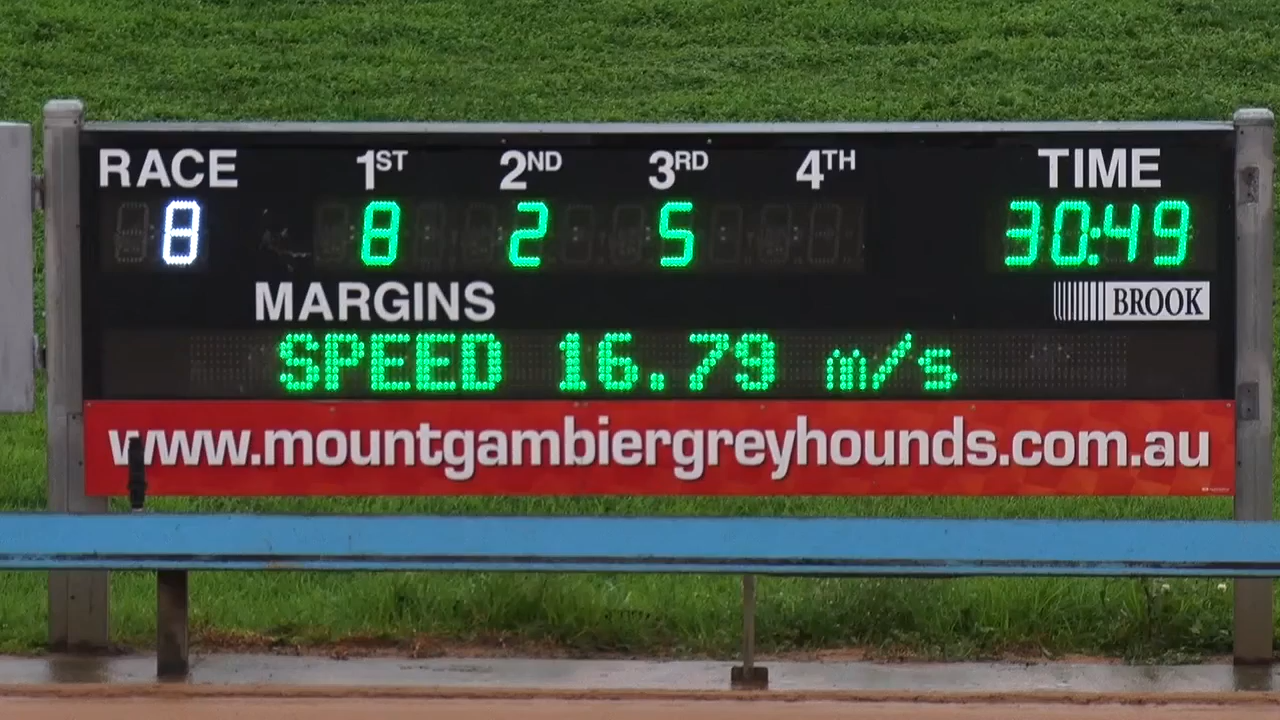 RACE 1ST 2ND 3RD 4TH TIME
8 8 2 5 30:49
MARGINS BROOK
SPEED 16.79 m/s
www.mountgambiergreyhounds.com.au